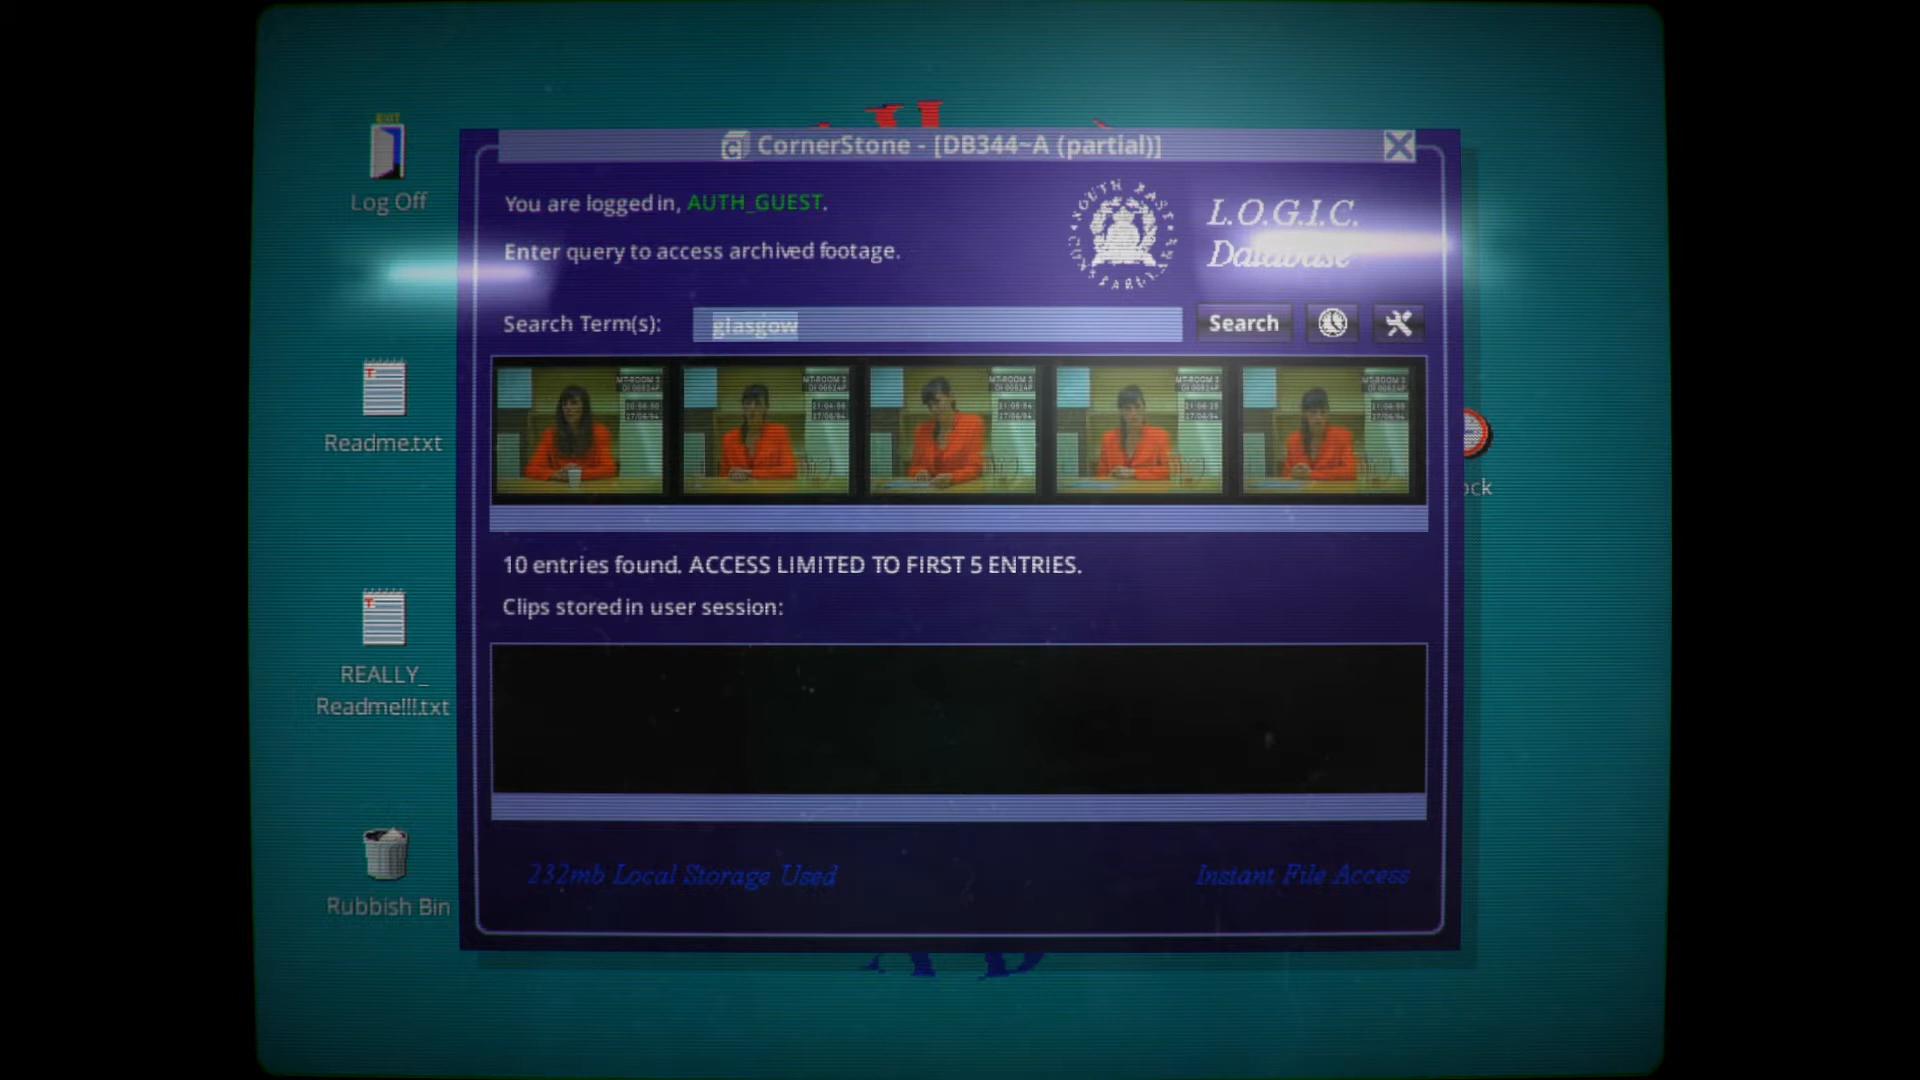 EXIT
Log Off
Readme.txt
REALLY_
Readme!!!.txt
Rubbish Bin
CornerStone - [DB344~A (partial)]
You are logged in, AUTH_GUEST.
Enter query to access archived footage.
L.O.G.I.C.
Database
Search Term(s):
glasgow
Search
10 entries found. ACCESS LIMITED TO FIRST 5 ENTRIES.
Clips stored in user session:
232mb Local Storage Used
Instant File Access
ock